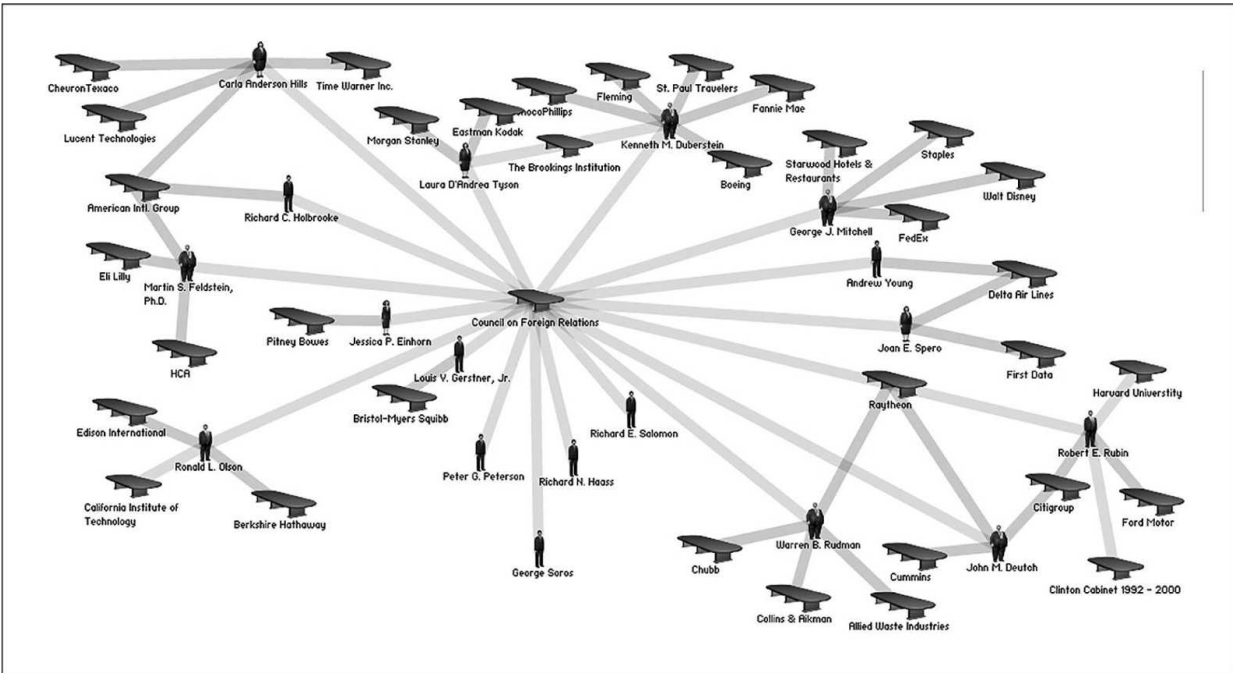 ChevronTexaco
Carla Anderson Hills
Time Warner Inc.
Lucent Technologies
Fleming
St. Paul Travelers
Fannie Mae
Morgan Stanley
Eastman Kodak
nocoPhillips
Kenneth M. Duberstein
The Brookings Institution
Laura D'Andrea Tyson
Boeing
Starwood Hotels &
Restaurants
Staples
Walt Disney
American Intl. Group
Richard C. Holbrooke
George J. Mitchell
FedEx
Eli Lilly
Martin S. Feldstein,
Ph.D.
Andrew Young
Delta Air Lines
Council on Foreign Relations
Pitney Bowes
Jessica P. Einhorn
Joan E. Spero
First Data
HCA
Louis V. Gerstner, Jr.
Bristol-Myers Squibb
Raytheon
Harvard Universtity
Edison International
Ronald L. Olson
Richard E. Salomon
Robert E. Rubin
Peter G. Peterson
Richard N. Haass
California Institute of
Technology
Berkshire Hathaway
Citigroup
Ford Motor
Warren B. Rudman
George Soros
Chubb
Cummins
John M. Deutch
Clinton Cabinet 1992 - 2000
Collins & Aikman
Allied Waste Industries